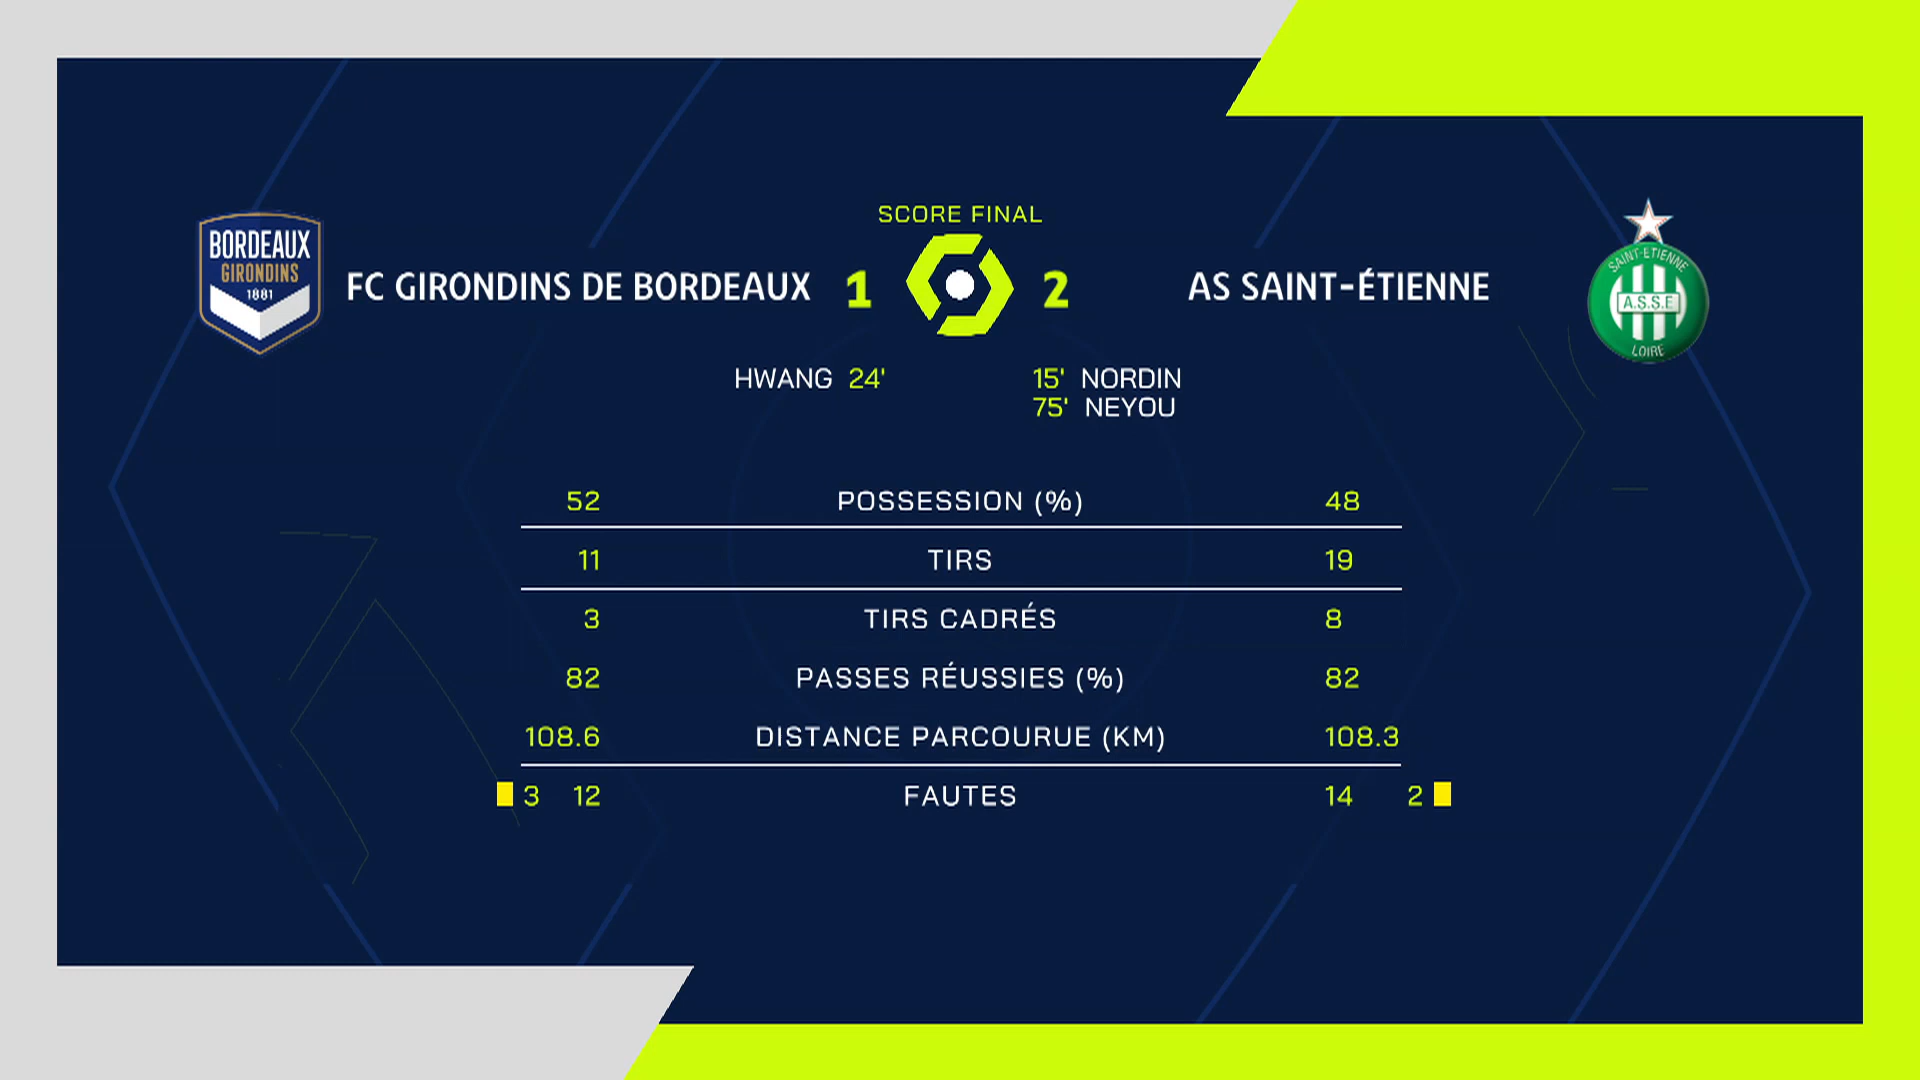 SCORE FINAL
BORDEAUX
GIRONDINS
1881
FC GIRONDINS DE BORDEAUX 1 2 AS SAINT-ÉTIENNE
SAINT-ETIENNE
A.S.S.E
LOIRE
HWANG 24' 15' NORDIN
75' NEYOU
52 POSSESSION (%) 48
11 TIRS 19
3 TIRS CADRÉS 8
82 PASSES RÉUSSIES (%) 82
108.6 DISTANCE PARCOURUE (KM) 108.3
3 12 FAUTES 14 2